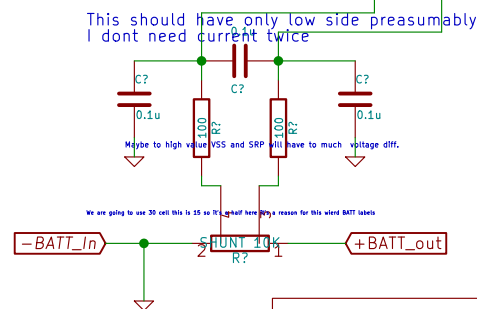 This should have only low side preasumably
I dont need current twice
0.1u
C?
C?
C?
0.1u
0.1u
100
R?
100
R?
Maybe to high value VSS and SRP will have to much voltage diff.
We are going to use 30 cell this is 15 so it's a half here it's a reason for this wierd BATT labels
-BATT_In
SHUNT 10K
+BATT_out
2
R?
1